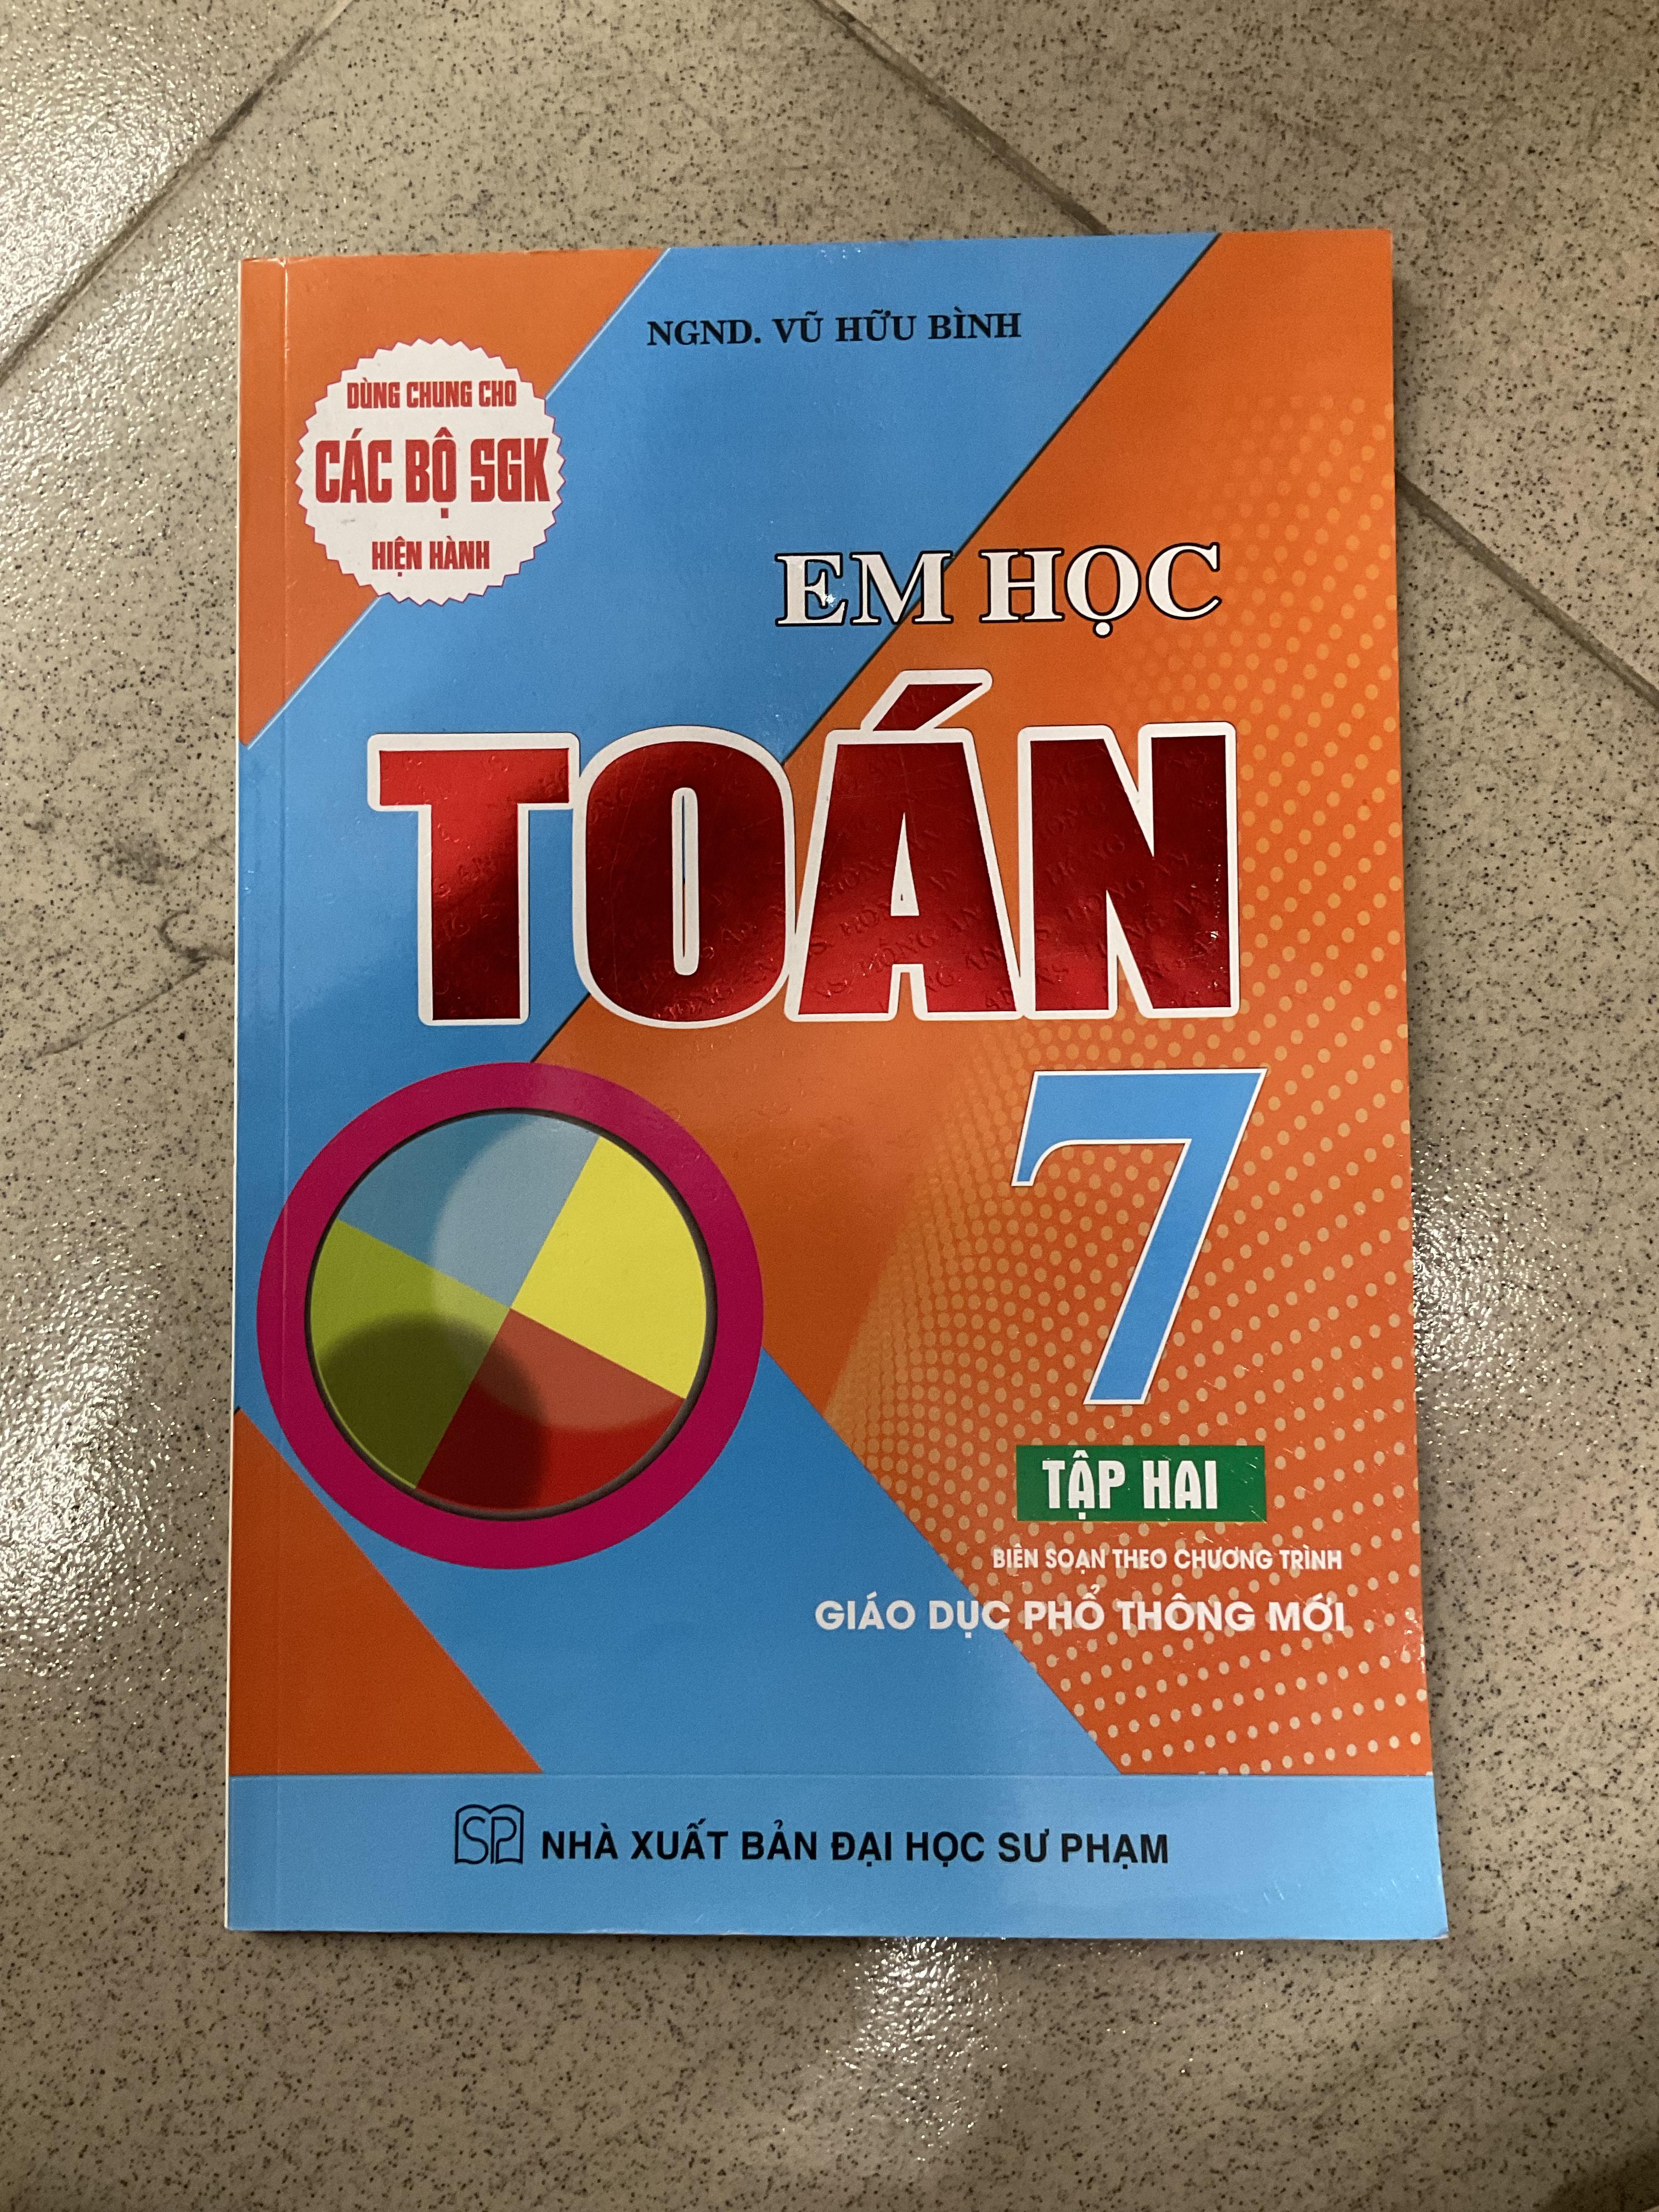 NGND. VŨ HỮU BÌNH
DÙNG CHUNG CHO
CÁC BỘ SGK
HIỆN HÀNH
EM HỌC
TOÁN
7
TẬP HAI
BIÊN SOẠN THEO CHƯƠNG TRÌNH
GIÁO DỤC PHỔ THÔNG MỚI
SP NHÀ XUẤT BẢN ĐẠI HỌC SƯ PHẠM